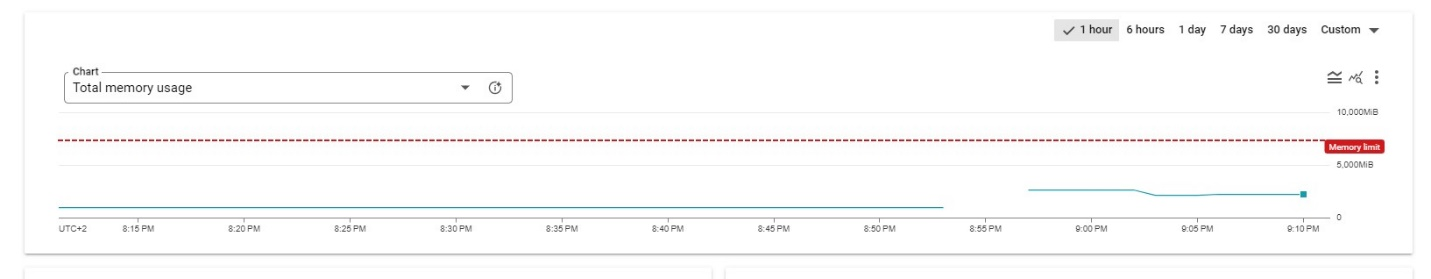 1 hour 6 hours 1 day 7 days 30 days Custom
Chart
Total memory usage
10,000MiB
Memory limit
5,000MiB
0
UTC+2 8:15 PM 8:20 PM 8:25 PM 8:30 PM 8:35 PM 8:40 PM 8:45 PM 8:50 PM 8:55 PM 9:00 PM 9:05 PM 9:10 PM